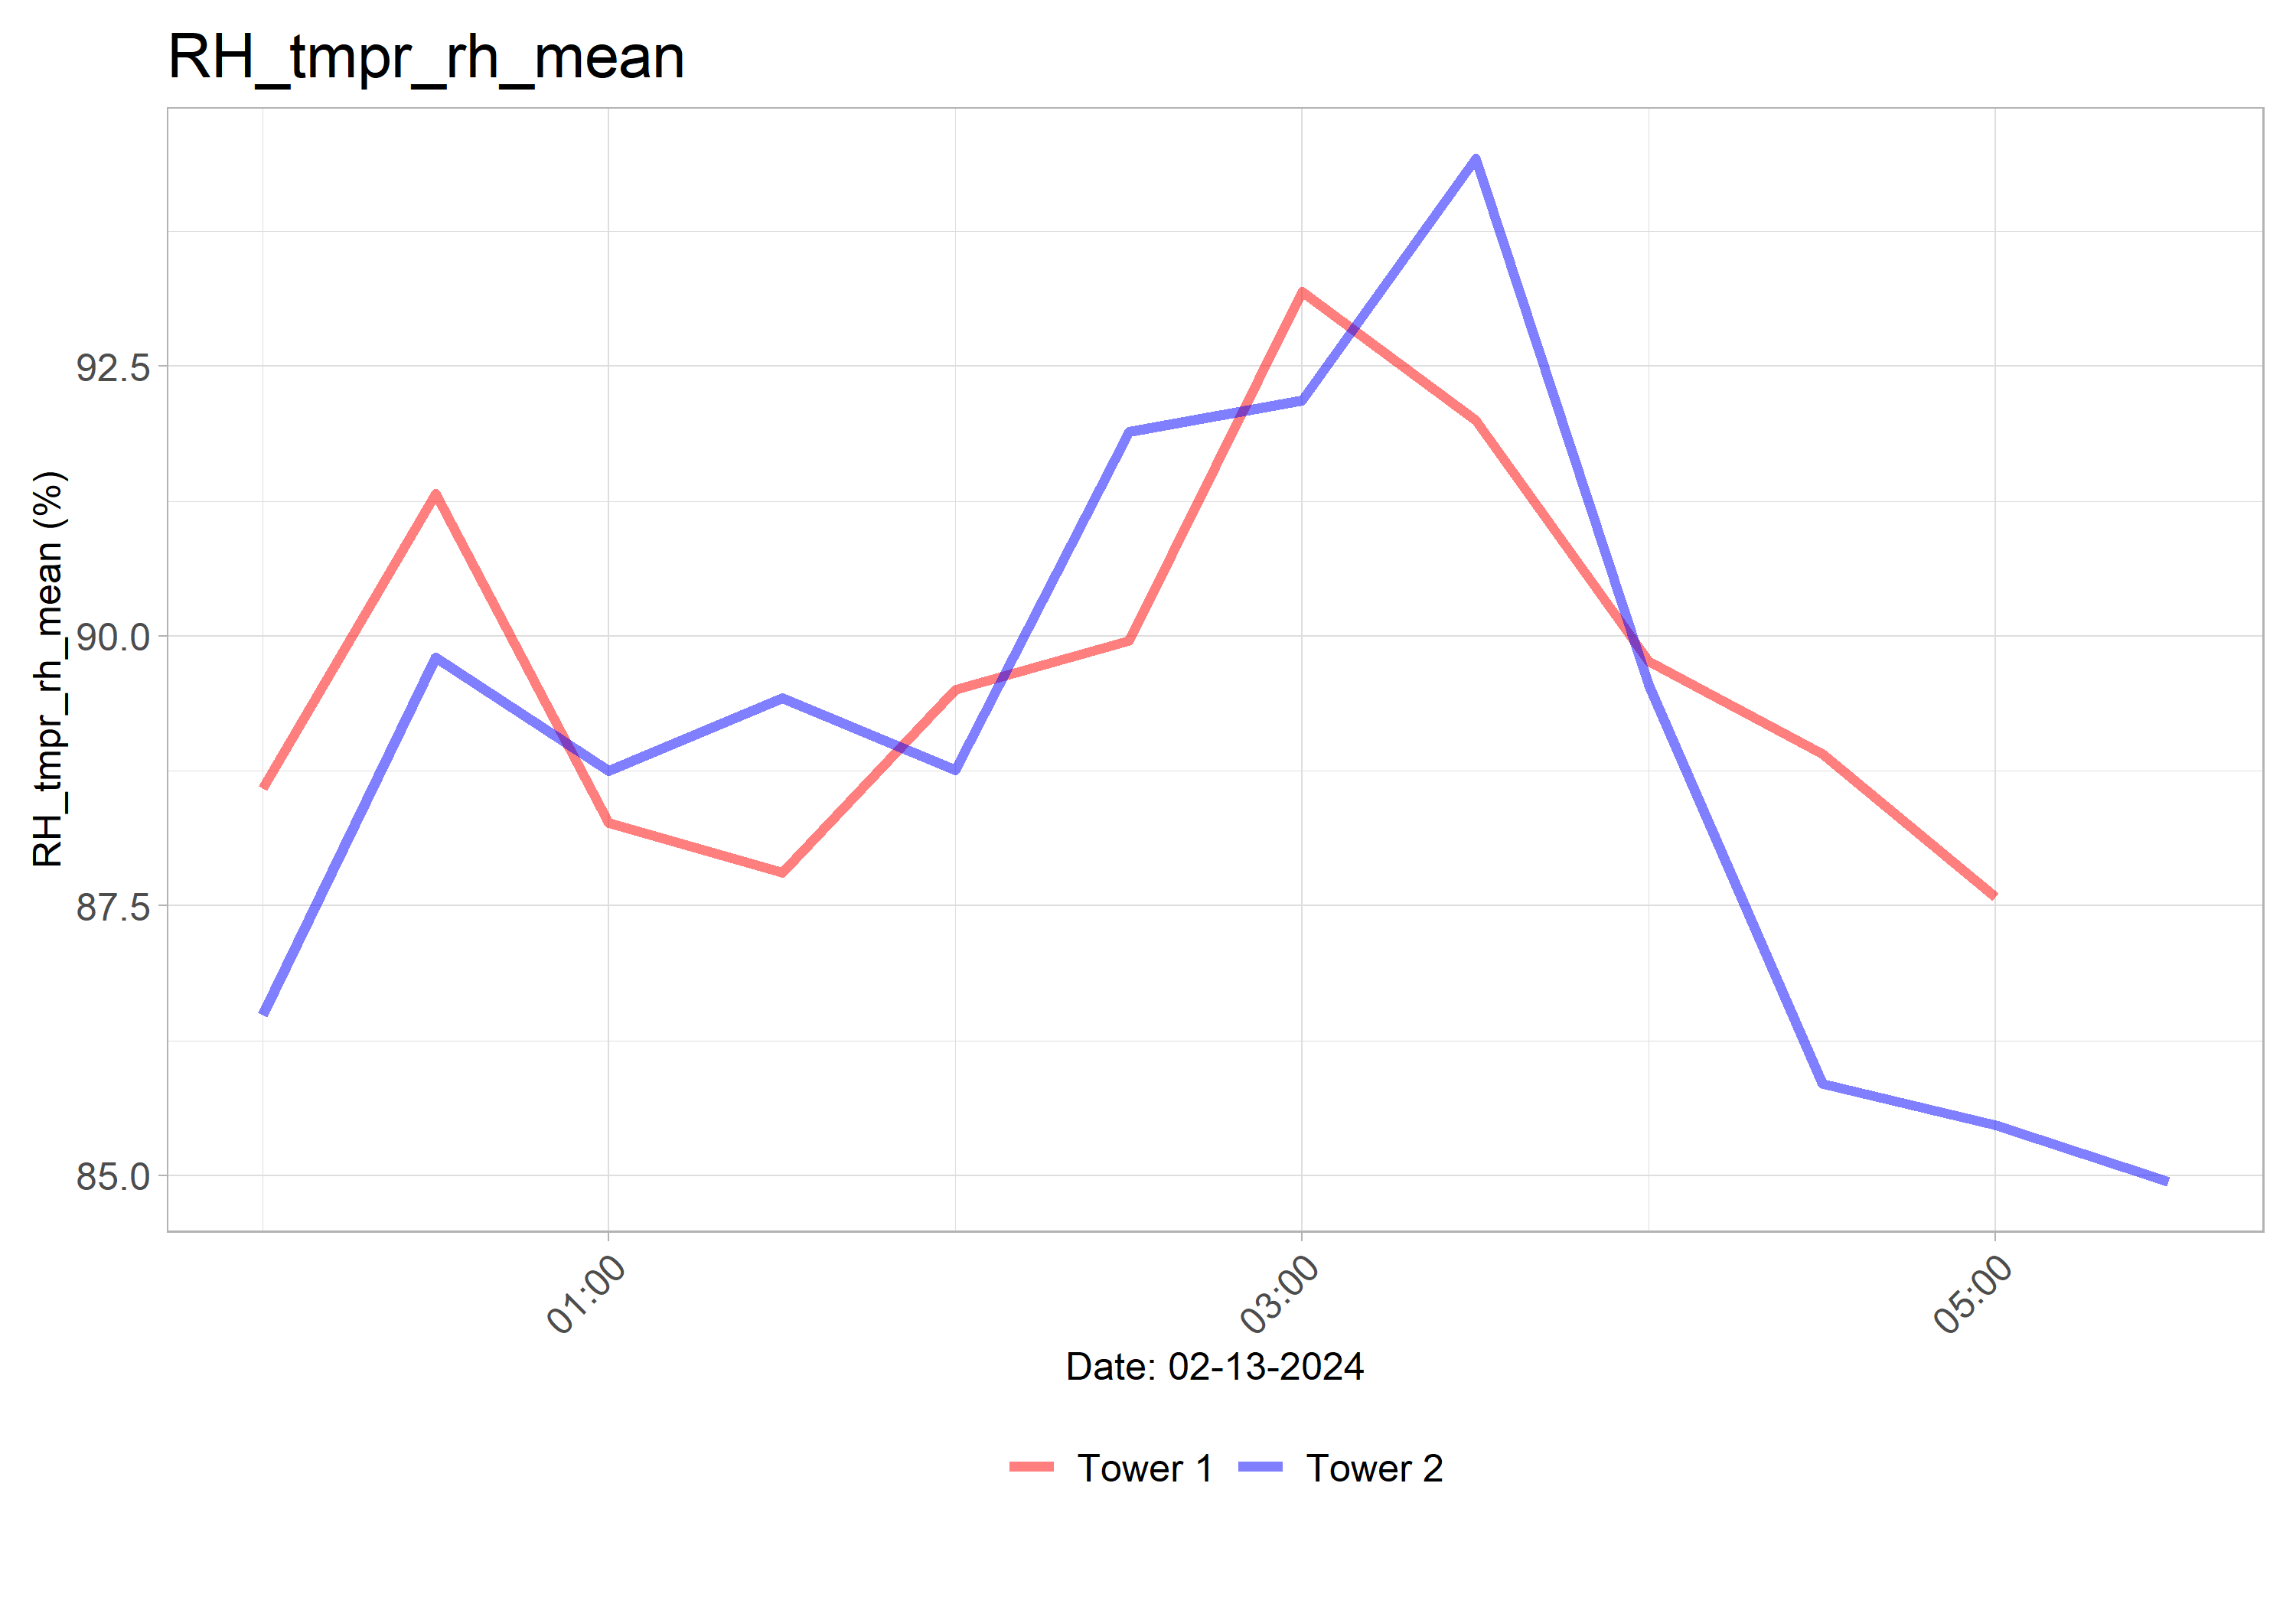 RH_tmpr_rh_mean
RH_tmpr_rh_mean (%)
92.5
90.0
87.5
85.0
01:00
03:00
05:00
Date: 02-13-2024
Tower 1
Tower 2